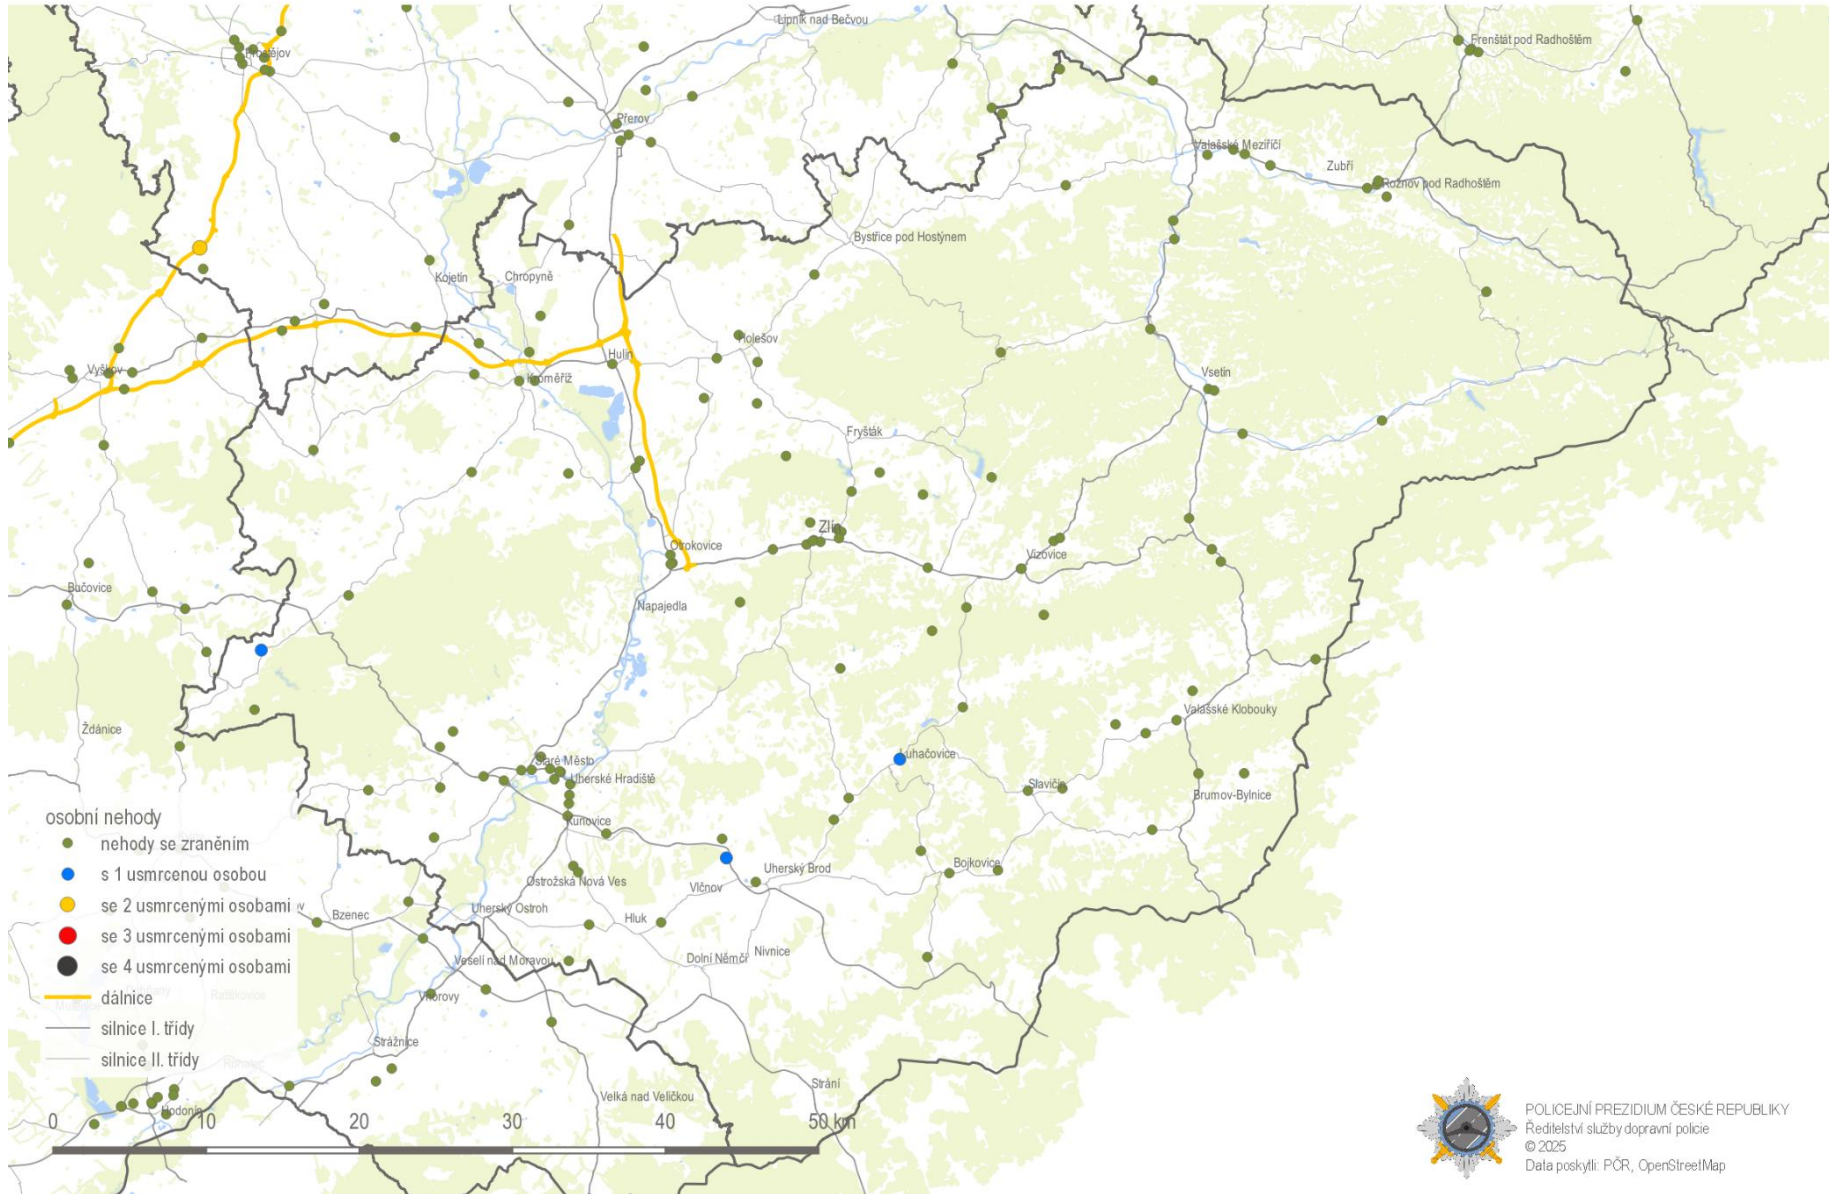 Lipník nad Bečvou
Frenštát pod Radhoštěm
Prostějov
Přerov
Valašské Meziříčí
Zubří
Rožnov pod Radhoštěm
Bystřice pod Hostýnem
Kojetín
Chropyně
Holešov
Hulín
Vyškov
Kroměříž
Vsetín
Fryšták
Zlín
Otrokovice
Vizovice
Bučovice
Napajedla
Ždánice
Valašské Klobouky
Luhačovice
Staré Město
Uherské Hradiště
Slavičín
Brumov-Bylnice
Kunovice
Uherský Brod
Bojkovice
Ostrožská Nová Ves
Vlčnov
Uherský Ostroh
Hluk
Bzenec
Nivnice
Dolní Němčí
Veselí nad Moravou
Vnorovy
Strážnice
Strání
Velká nad Veličkou
Hodonín
Ratíškovice
osobní nehody
nehody se zraněním
s 1 usmrcenou osobou
se 2 usmrcenými osobami
se 3 usmrcenými osobami
se 4 usmrcenými osobami
dálnice
silnice I. třídy
silnice II. třídy
0 10 20 30 40 50 km
POLICEJNÍ PREZIDIUM ČESKÉ REPUBLIKY
Ředitelství služby dopravní policie
© 2025
Data poskytli: PČR, OpenStreetMap